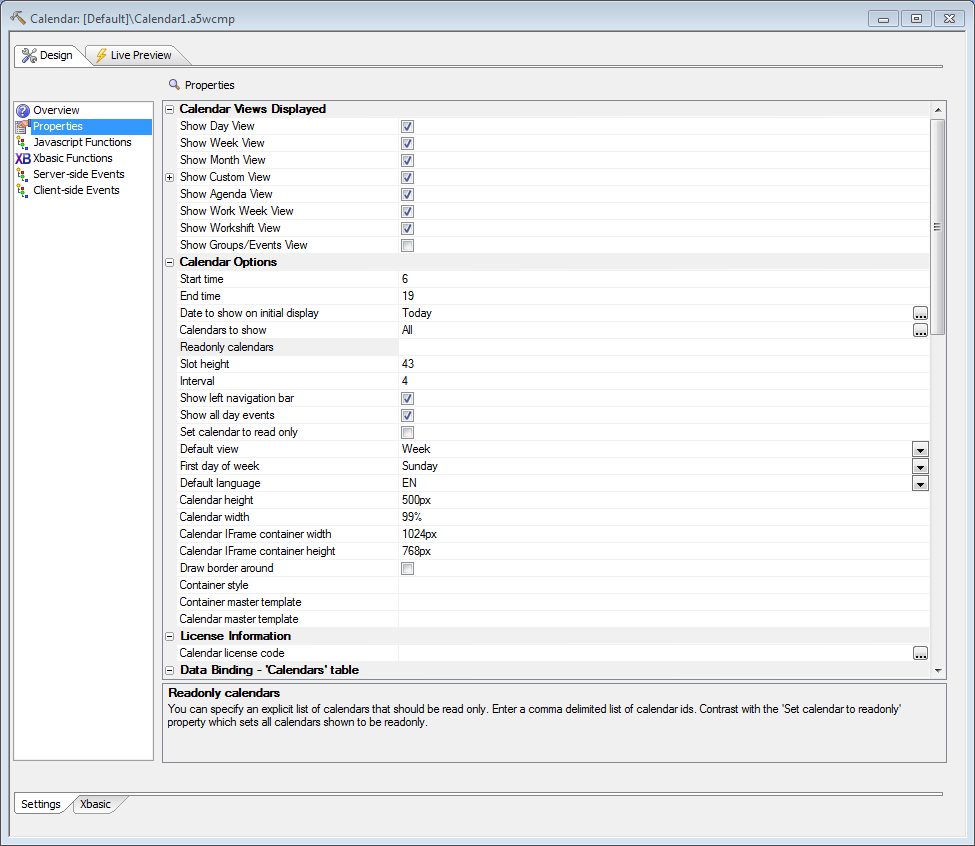 Calendar: [Default]\Calendar1.a5wcmp
Design
Live Preview
Properties
Overview
Properties
Javascript Functions
XB Xbasic Functions
Server-side Events
Client-side Events
Calendar Views Displayed
Show Day View
Show Week View
Show Month View
Show Custom View
Show Agenda View
Show Work Week View
Show Workshift View
Show Groups/Events View
Calendar Options
Start time 6
End time 19
Date to show on initial display Today ...
Calendars to show All ...
Readonly calendars
Slot height 43
Interval 4
Show left navigation bar
Show all day events
Set calendar to read only
Default view Week
First day of week Sunday
Default language EN
Calendar height 500px
Calendar width 99%
Calendar IFrame container width 1024px
Calendar IFrame container height 768px
Draw border around
Container style
Container master template
Calendar master template
License Information
Calendar license code ...
Data Binding - 'Calendars' table
Readonly calendars
You can specify an explicit list of calendars that should be read only. Enter a comma delimited list of calendar ids. Contrast with the 'Set calendar to readonly'
property which sets all calendars shown to be readonly.
Settings
Xbasic